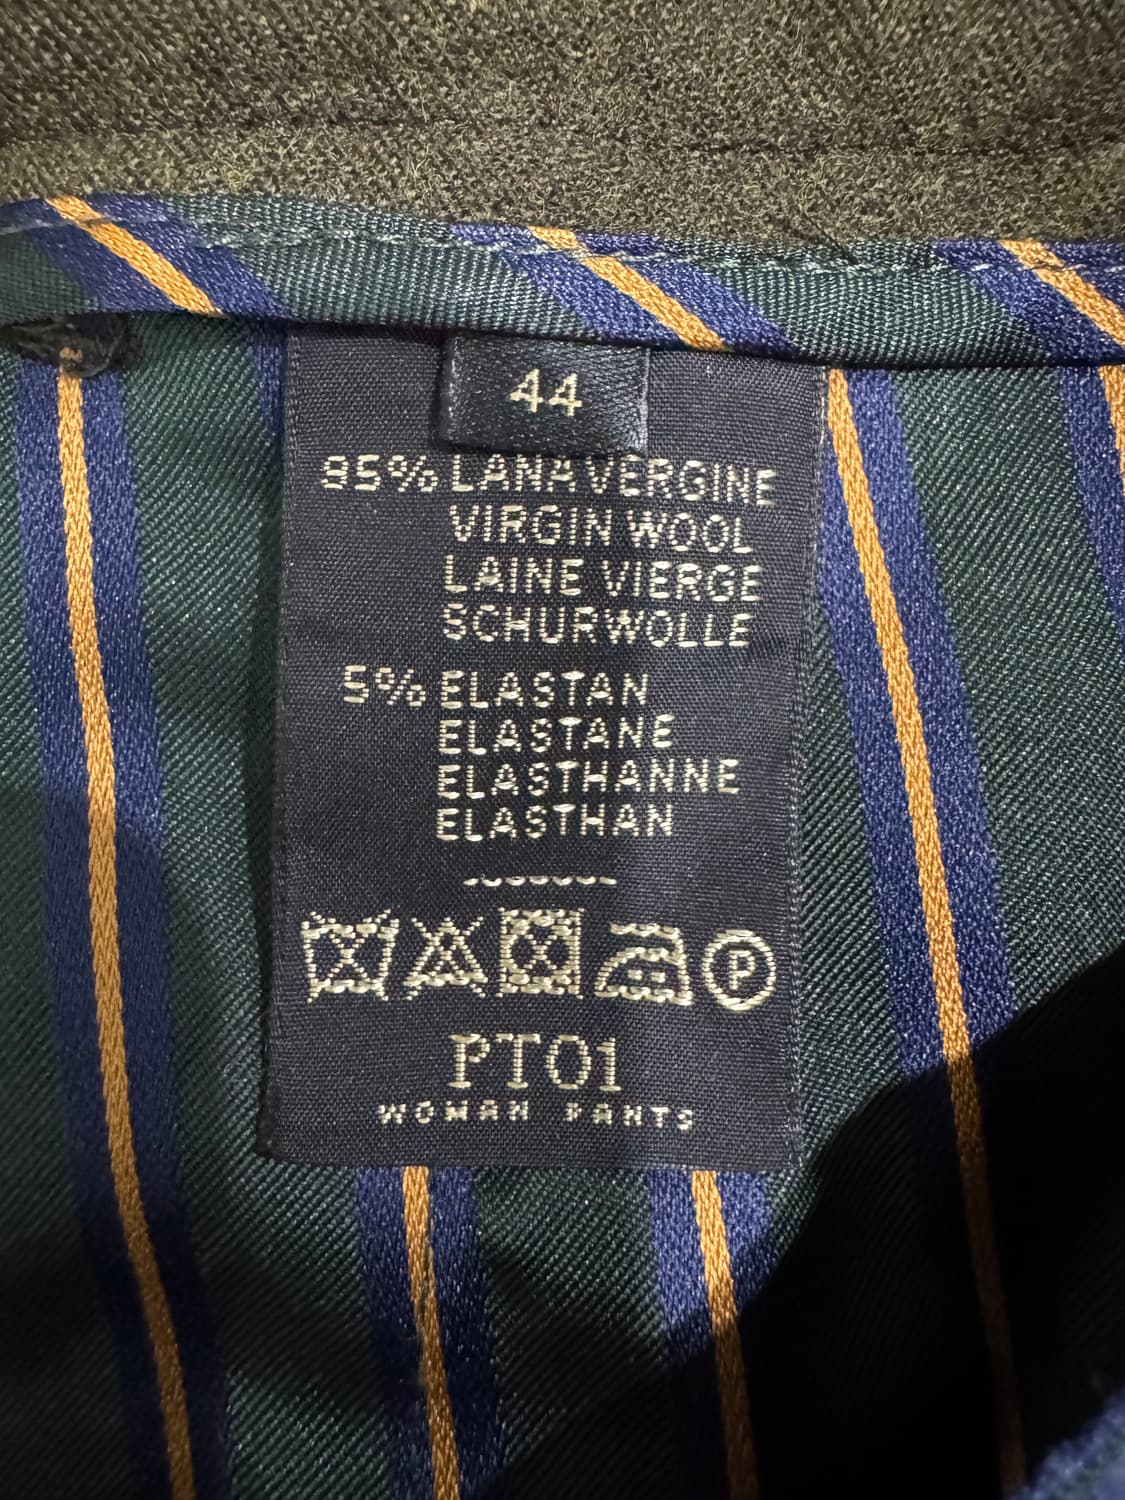 44
95% LANA VERGINE
VIRGIN WOOL
LAINE VIERGE
SCHURWOLLE
5% ELASTAN
ELASTANE
ELASTHANNE
ELASTHAN
P
PT01
WOMAN PANTS